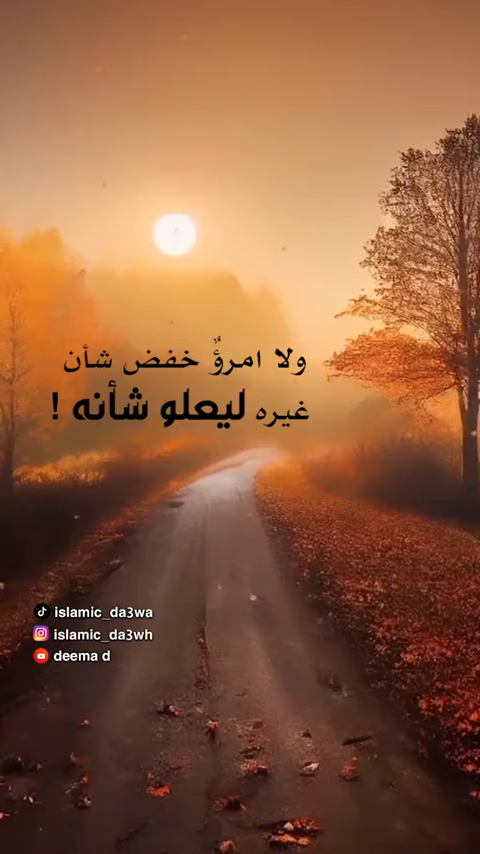 ولا امرؤٌ خفض شأن
غيره ليعلو شأنه !
islamic_da3wa
islamic_da3wh
deema d